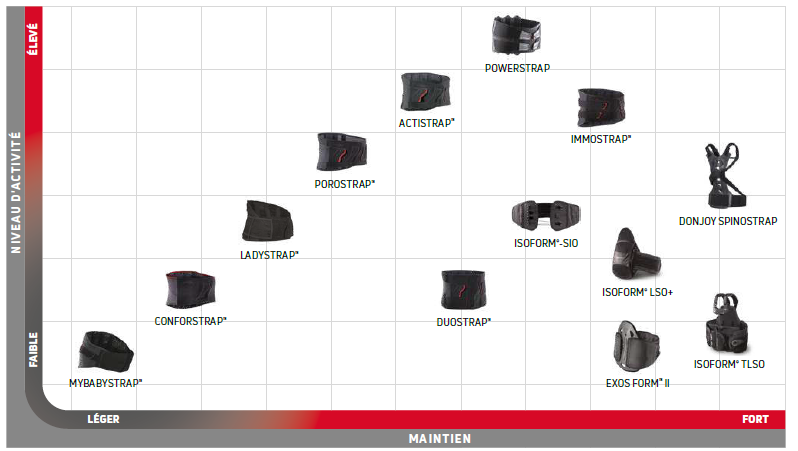 NIVEAU D'ACTIVITÉ
ÉLEVÉ
POWERSTRAP
ACTISTRAP®
IMMOSTRAP®
POROSTRAP®
DONJOY SPINOSTRAP
LADYSTRAP®
ISOFORM®-SIO
ISOFORM® LSO+
CONFORSTRAP®
DUOSTRAP®
FAIBLE
MYBABYSTRAP®
EXOS FORM™ II
ISOFORM® TLSO
LÉGER
FORT
MAINTIEN